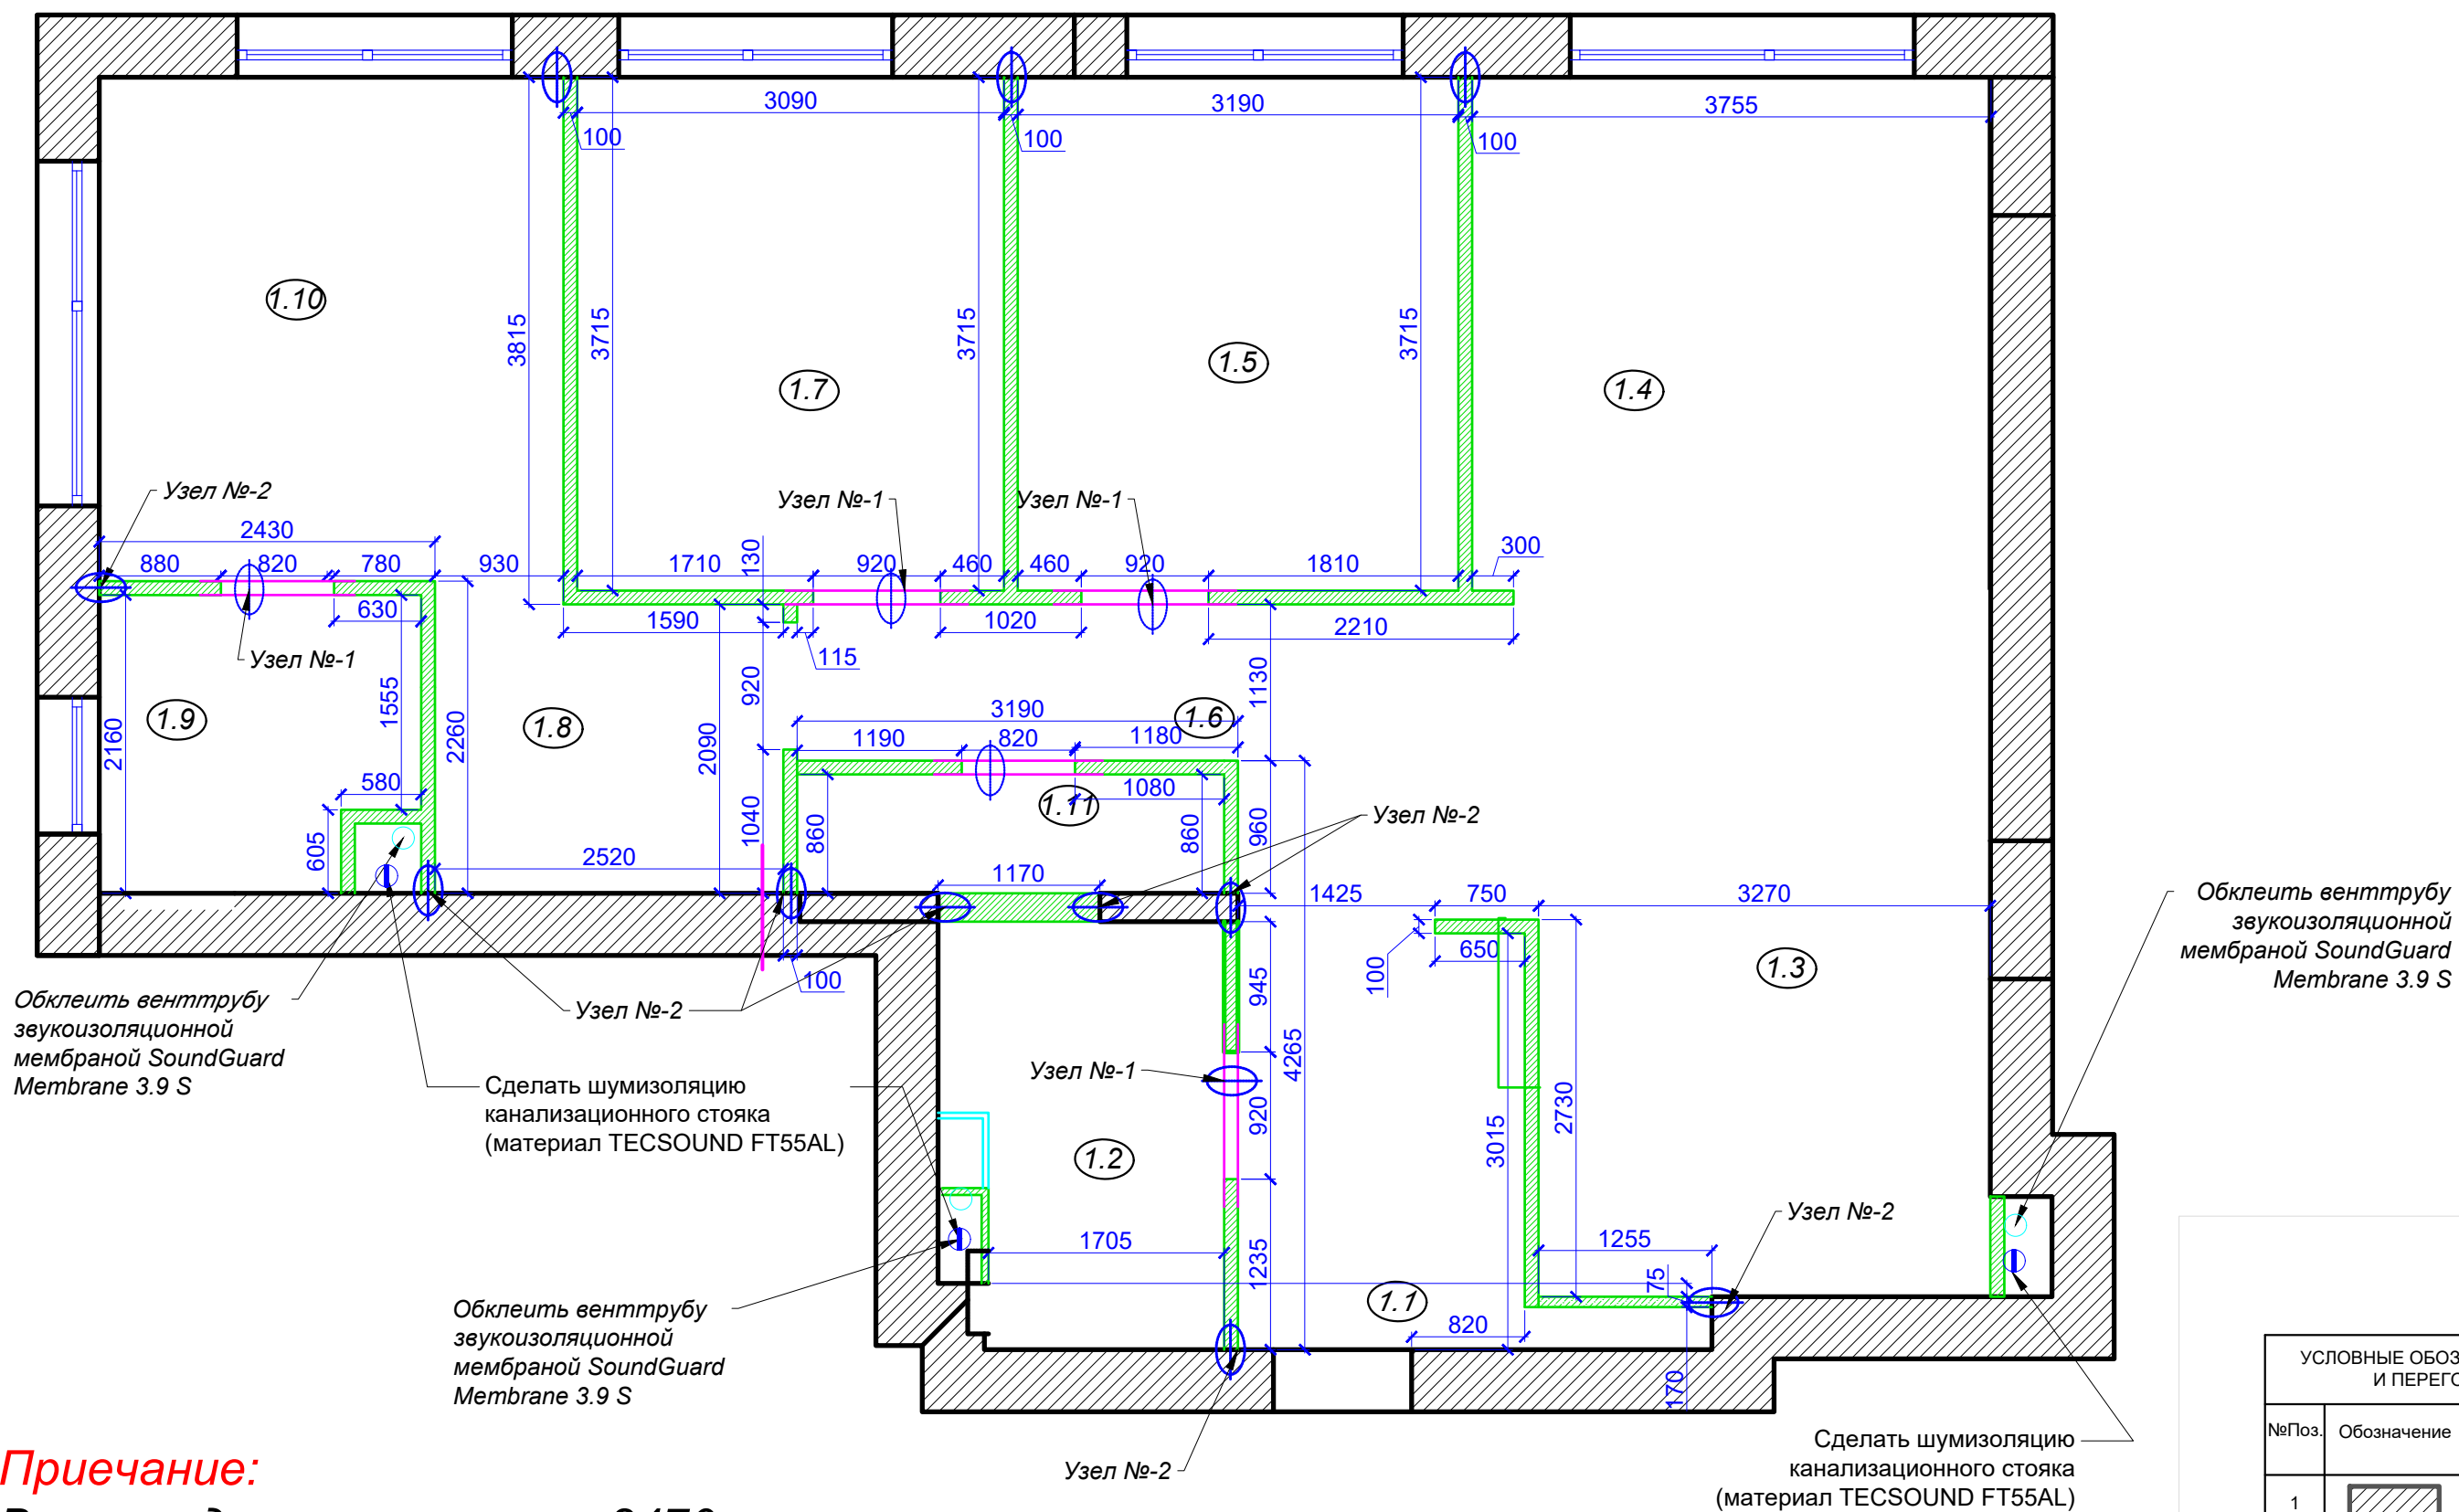 3090
3190
3755
100
100
100
1.10
3815
3715
3715
3715
1.7
1.5
1.4
Узел №-2
Узел №-1
Узел №-1
2430
880
820
780
930
1710
130
920
460
460
920
1810
300
630
1590
1020
2210
Узел №-1
115
1555
920
1130
1.9
1.8
3190
1.6
2160
2260
2090
1190
820
1180
580
1.11
1080
Узел №-2
605
1040
860
860
960
2520
1170
1425
750
3270
Обклеить венттрубу
звукоизоляционной
мембраной SoundGuard
Membrane 3.9 S
100
650
1.3
100
945
Обклеить венттрубу
звукоизоляционной
мембраной SoundGuard
Membrane 3.9 S
Узел №-2
4265
Узел №-1
Сделать шумизоляцию
канализационного стояка
(материал TECSOUND FT55AL)
920
2730
3015
1.2
Узел №-2
1705
1235
1255
75
1.1
820
Обклеить венттрубу
звукоизоляционной
мембраной SoundGuard
Membrane 3.9 S
170
УСЛОВНЫЕ ОБОЗ
И ПЕРЕГО
№Поз.
Обозначение
1
Сделать шумизоляцию
канализационного стояка
(материал TECSOUND FT55AL)
Узел №-2
Приечание: